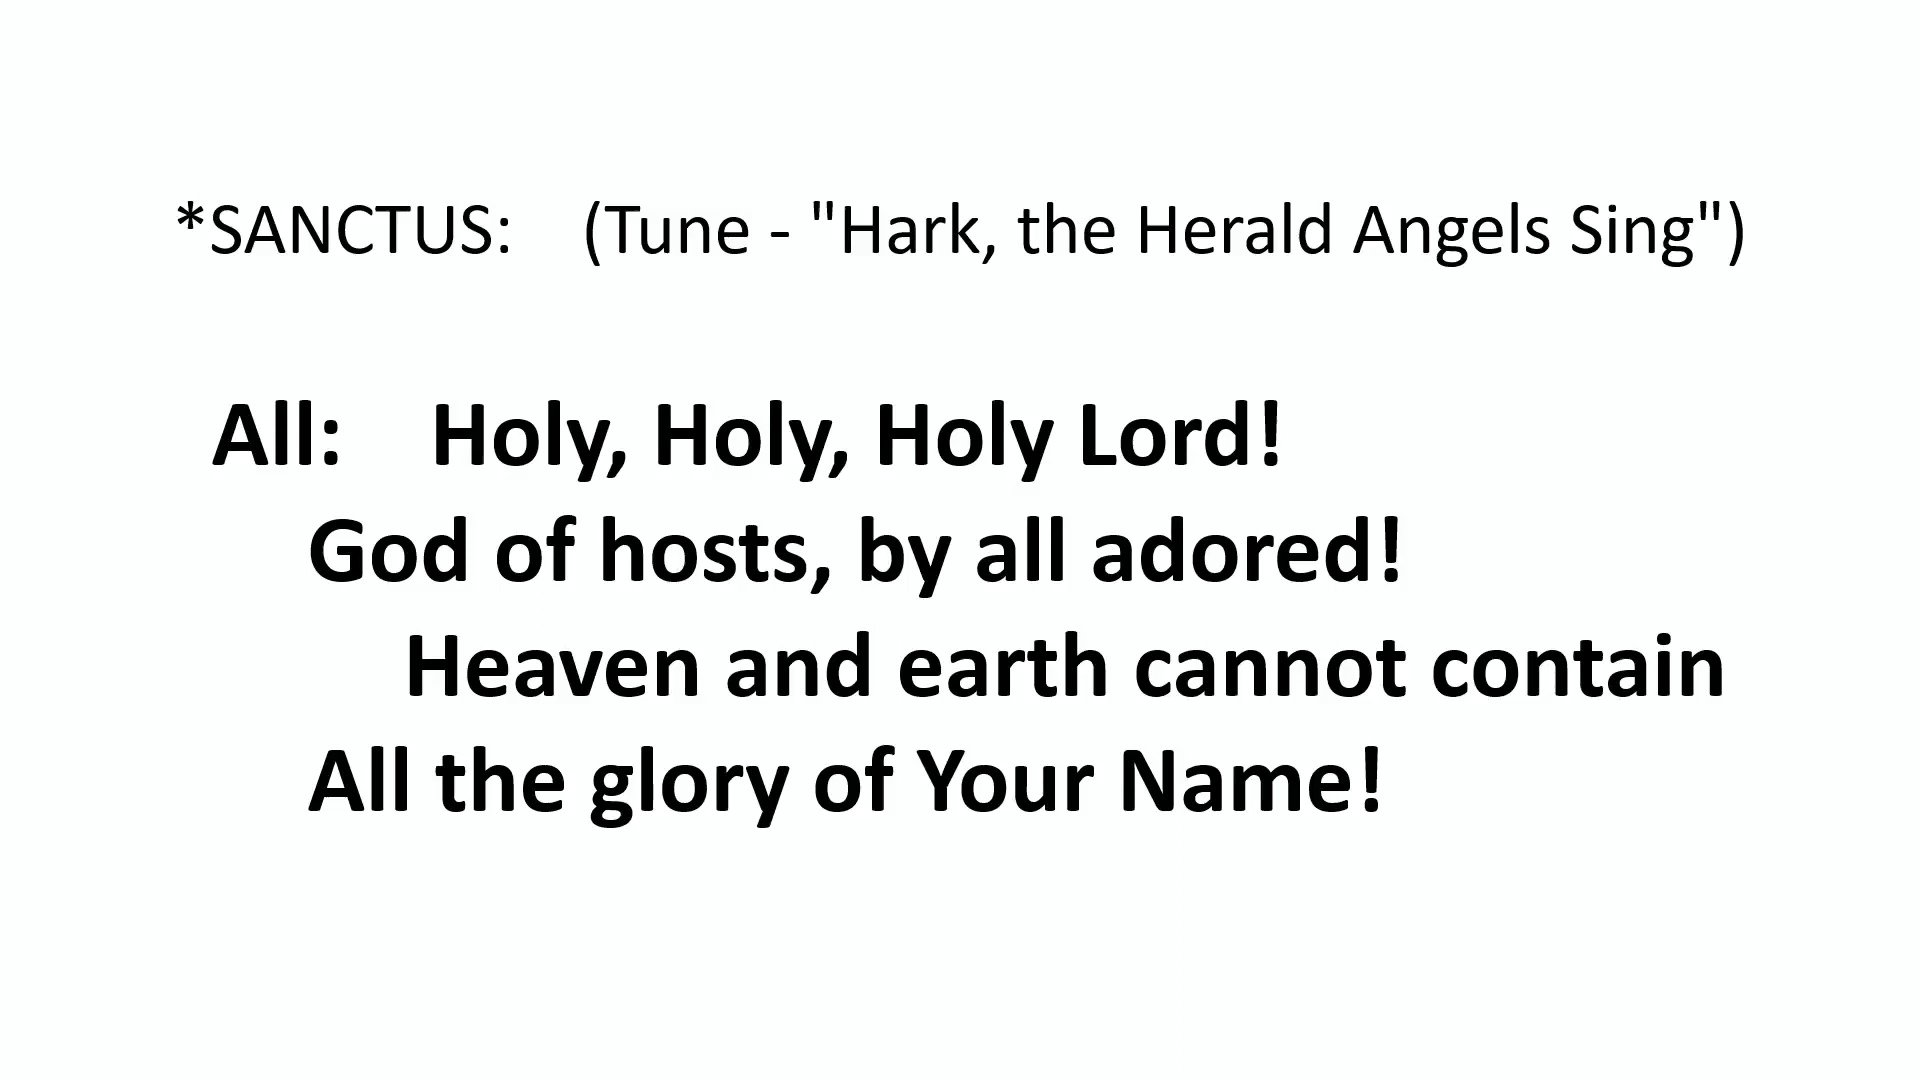 *SANCTUS: (Tune - "Hark, the Herald Angels Sing")
All: Holy, Holy, Holy Lord!
God of hosts, by all adored!
Heaven and earth cannot contain
All the glory of Your Name!